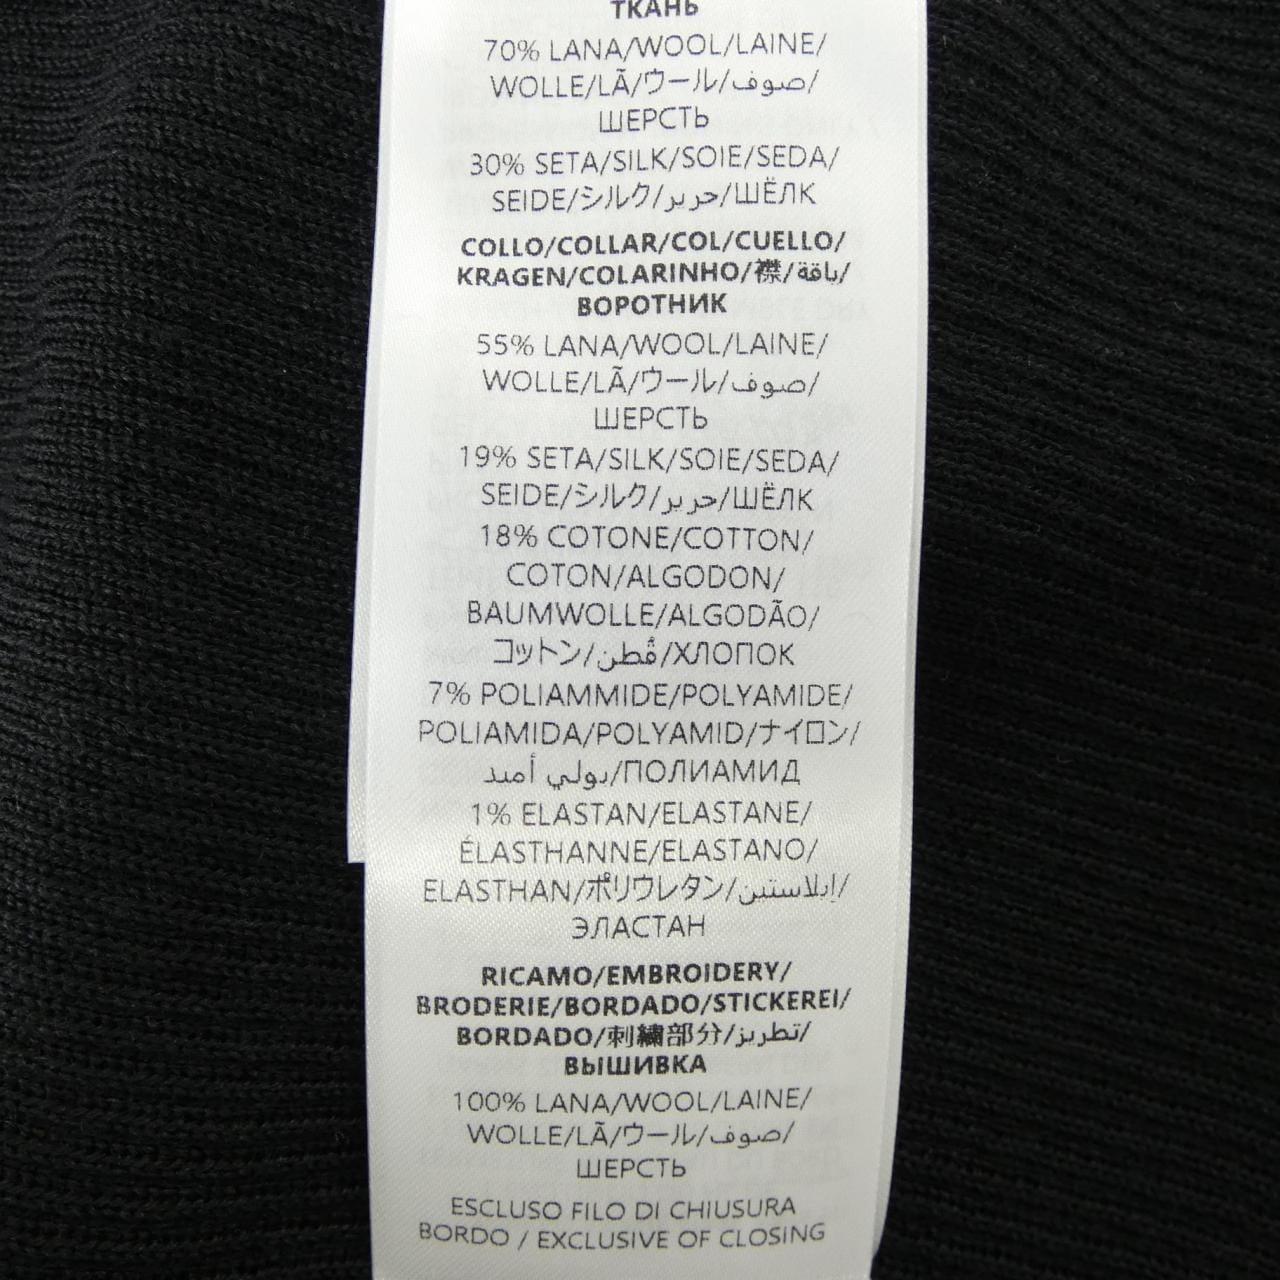 ТКАНЬ
70% LANA/WOOL/LAINE/
WOLLE/LÃ/ウール/صوف/
ШЕРСТЬ
30% SETA/SILK/SOIE/SEDA/
SEIDE/シルク/حرير/ШЁЛК
COLLO/COLLAR/COL/CUELLO/
KRAGEN/COLARINHO/襟/ياقة/
ВОРОТНИК
55% LANA/WOOL/LAINE/
WOLLE/LÃ/ウール/صوف/
ШЕРСТЬ
19% SETA/SILK/SOIE/SEDA/
SEIDE/シルク/حرير/ШЁЛК
18% COTONE/COTTON/
COTON/ALGODON/
BAUMWOLLE/ALGODÃO/
コットン/قُطن/ХЛОПОК
7% POLIAMMIDE/POLYAMIDE/
POLIAMIDA/POLYAMID/ナイロン/
بولي أميد/ПОЛИАМИД
1% ELASTAN/ELASTANE/
ÉLASTHANNE/ELASTANO/
ELASTHAN/ポリウレタン/إيلاستين/
ЭЛАСТАН
RICAMO/EMBROIDERY/
BRODERIE/BORDADO/STICKEREI/
BORDADO/刺繍部分/تطريز/
ВЫШИВКА
100% LANA/WOOL/LAINE/
WOLLE/LÃ/ウール/صوف/
ШЕРСТЬ
ESCLUSO FILO DI CHIUSURA
BORDO / EXCLUSIVE OF CLOSING